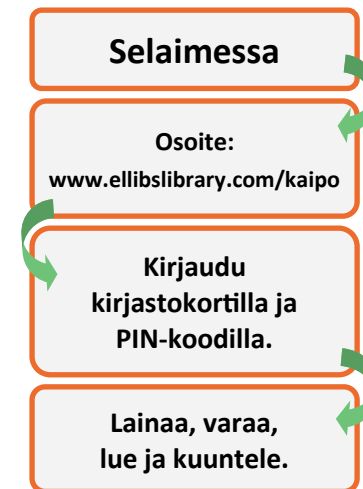 Selaimessa
Osoite:
www.ellibslibrary.com/kaipo
Kirjaudu
kirjastokortilla ja
PIN-koodilla.
Lainaa, varaa,
lue ja kuuntele.